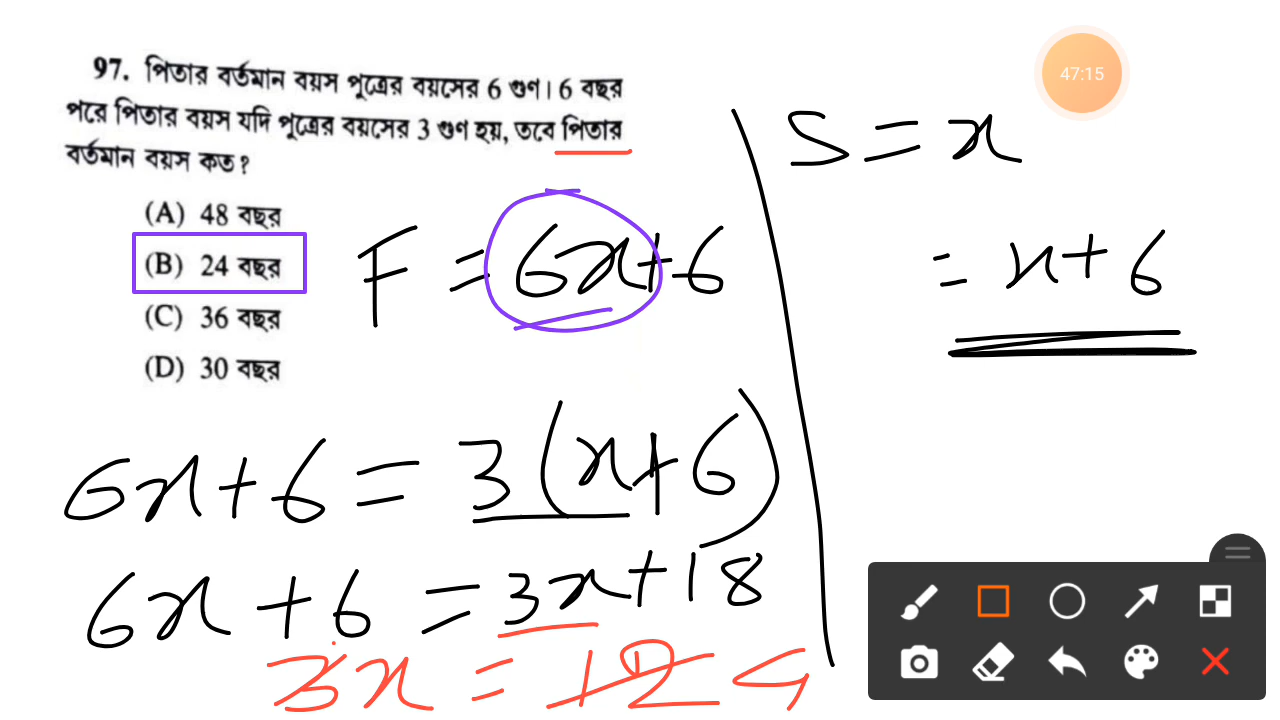 97. পিতার বর্তমান বয়স পুত্রের বয়সের 6 গুণ। 6 বছর
পরে পিতার বয়স যদি পুত্রের বয়সের 3 গুণ হয়, তবে পিতার
বর্তমান বয়স কত?
(A) 48 বছর
(B) 24 বছর
(C) 36 বছর
(D) 30 বছর
F = 6x+6
6x+6 = 3(x+6)
6x+6 = 3x+18
3x = 12 4
47:15
S = x
= x+6